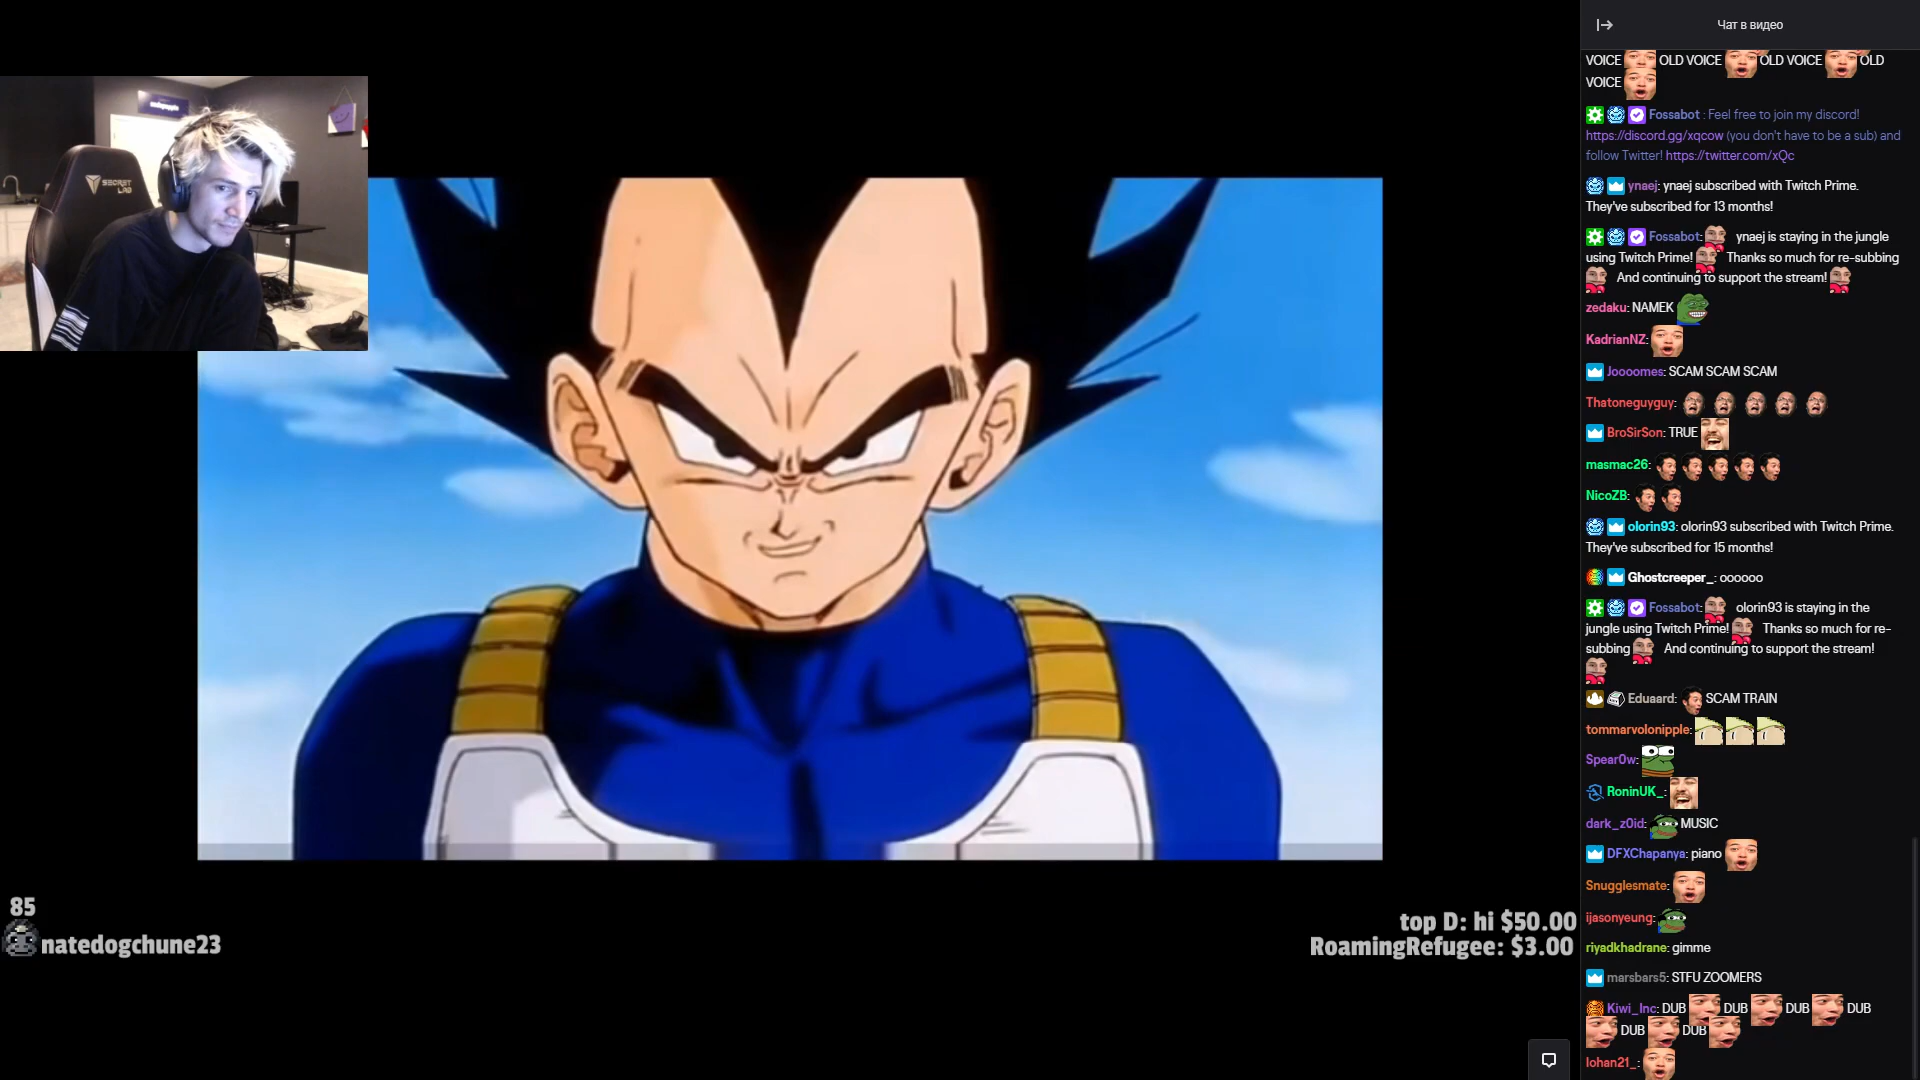 Чат в видео
VOICE OLD VOICE OLD VOICE OLD
VOICE
Fossabot : Feel free to join my discord!
https://discord.gg/xqcow (you don't have to be a sub) and
follow Twitter! https://twitter.com/xQc
ynaej: ynaej subscribed with Twitch Prime.
They've subscribed for 13 months!
Fossabot: ynaej is staying in the jungle
using Twitch Prime! Thanks so much for re-subbing
And continuing to support the stream!
zedaku: NAMEK
KadrianNZ:
Joooomes: SCAM SCAM SCAM
Thatoneguyguy:
BroSirSon: TRUE
masmac26:
NicoZB:
olorin93: olorin93 subscribed with Twitch Prime.
They've subscribed for 15 months!
Ghostcreeper_: oooooo
Fossabot: olorin93 is staying in the
jungle using Twitch Prime! Thanks so much for re-
subbing And continuing to support the stream!
Eduaard: SCAM TRAIN
tommarvolonipple:
Spear0w:
RoninUK_:
dark_z0id: MUSIC
DFXChapanya: piano
Snugglesmate:
ijasonyeung:
riyadkhadrane: gimme
marsbars5: STFU ZOOMERS
Kiwi_Inc: DUB DUB DUB DUB
DUB DUB
lohan21_:
SECRET
LAB
85
natedogchune23
top D: hi $50.00
RoamingRefugee: $3.00